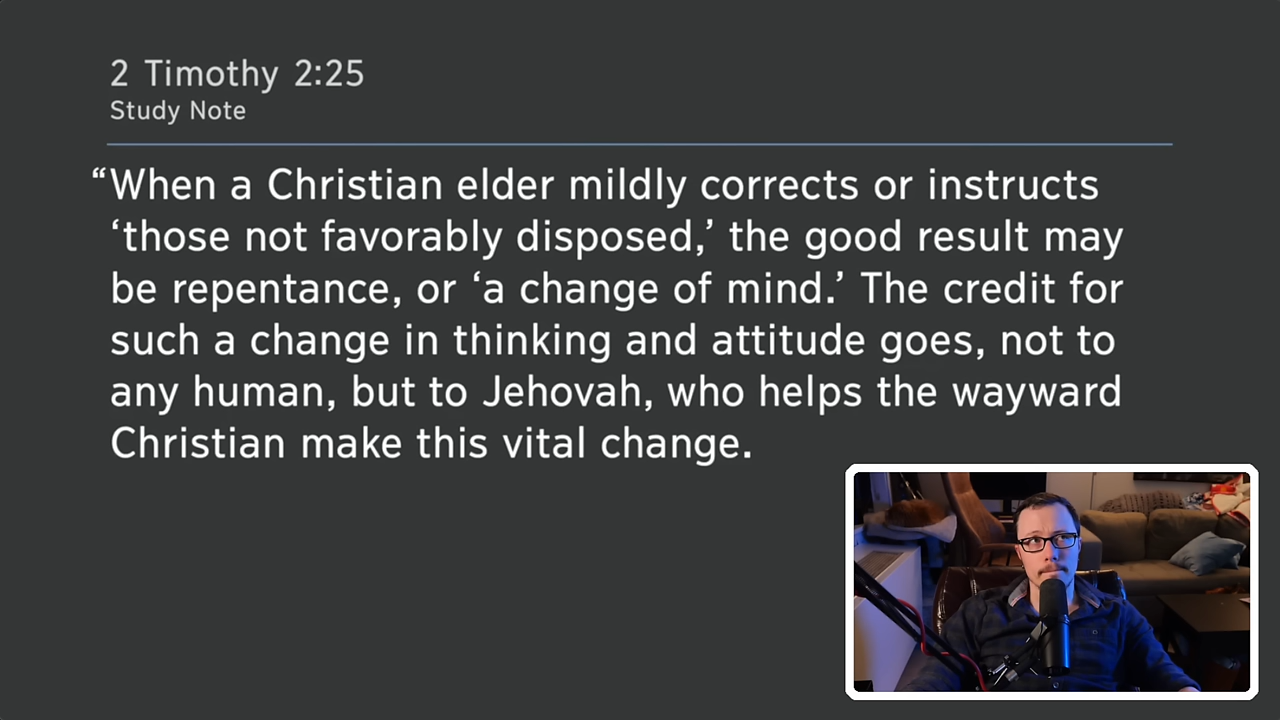 2 Timothy 2:25
Study Note
“When a Christian elder mildly corrects or instructs
‘those not favorably disposed,’ the good result may
be repentance, or ‘a change of mind.’ The credit for
such a change in thinking and attitude goes, not to
any human, but to Jehovah, who helps the wayward
Christian make this vital change.